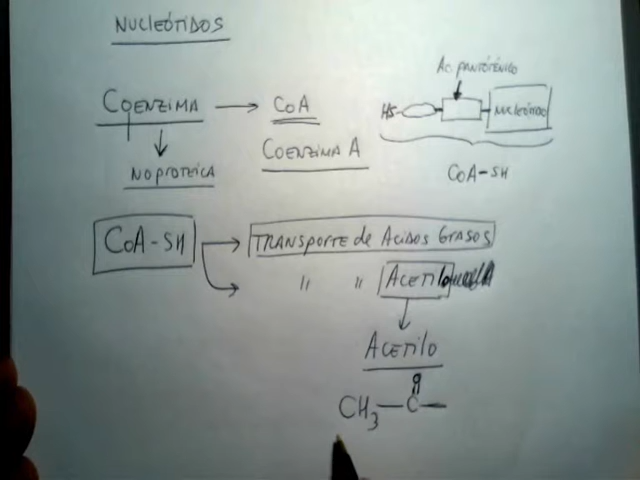 NUCLEÓTIDOS
Ac pantoténico
COENZIMA → CoA
HS NUCLEÓTIDO
COENZIMA A
NO PROTEICA
CoA-SH
CoA-SH
TRANSPORTE de ACIDOS GRASOS
" " ACETILO
ACETILO
O
CH3-C-